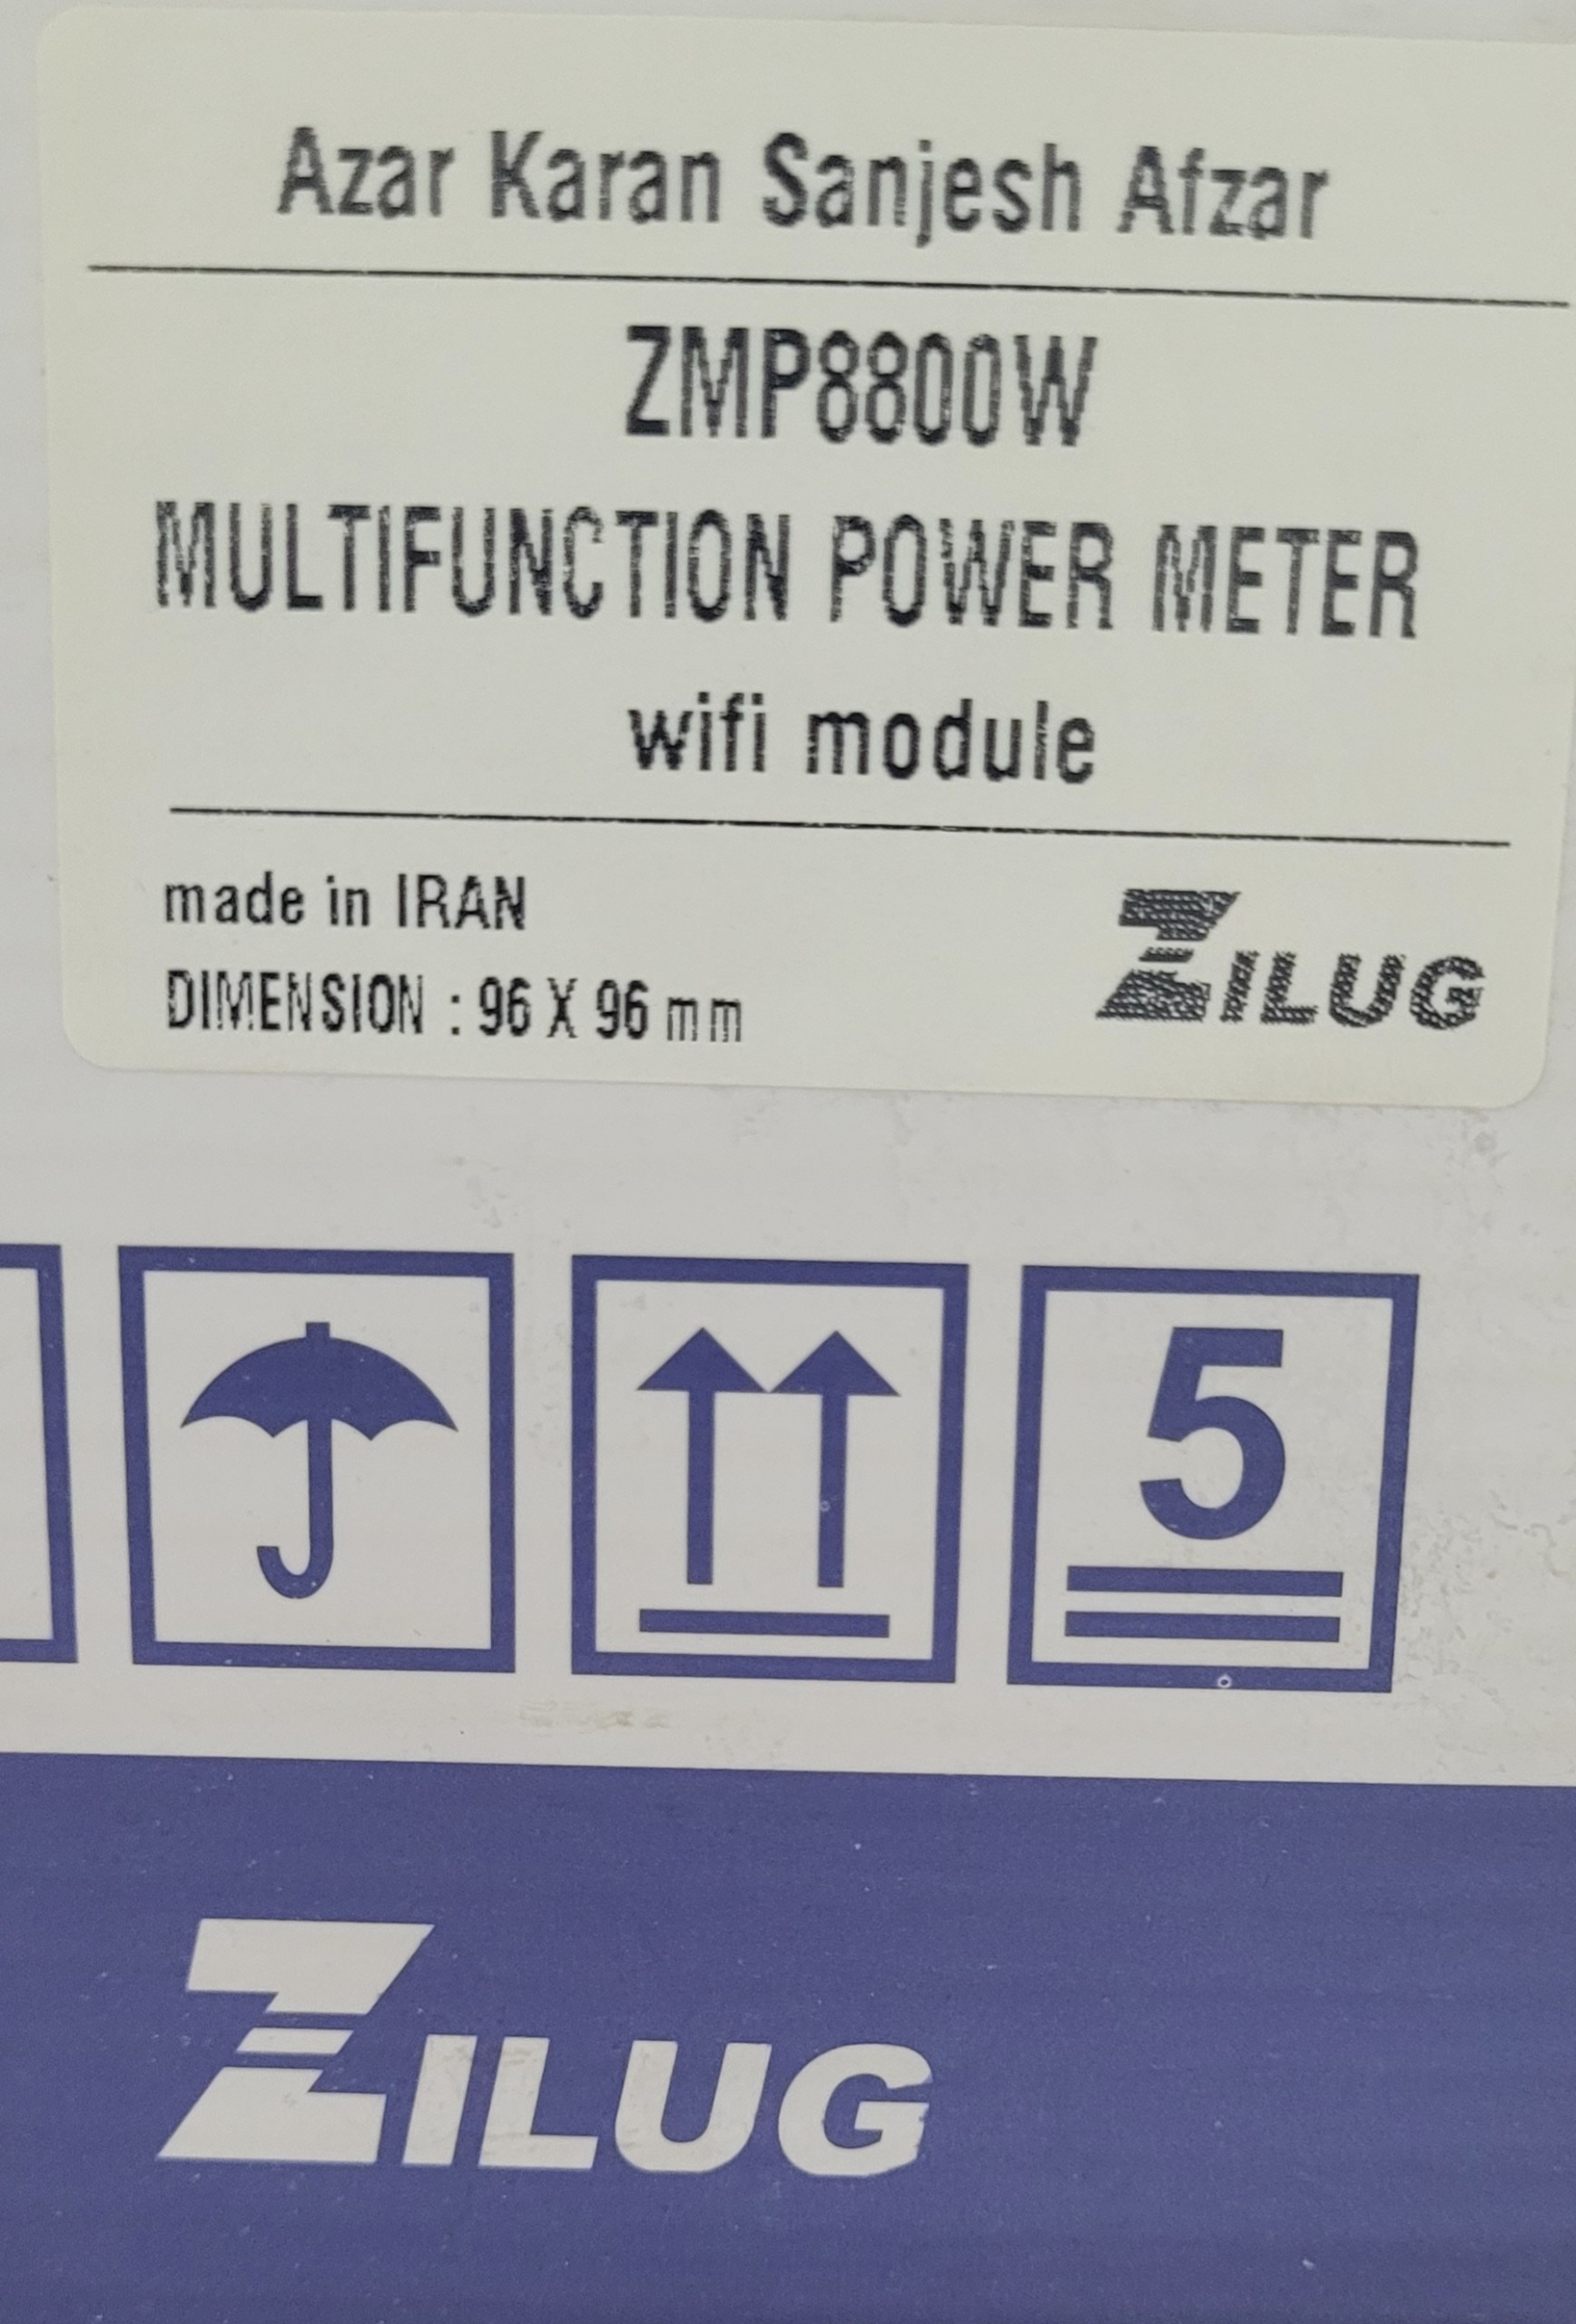 Azar Karan Sanjesh Afzar
ZMP8800W
MULTIFUNCTION POWER METER
wifi module
made in IRAN
DIMENSION : 96 X 96 mm
ZILUG
5
ZILUG